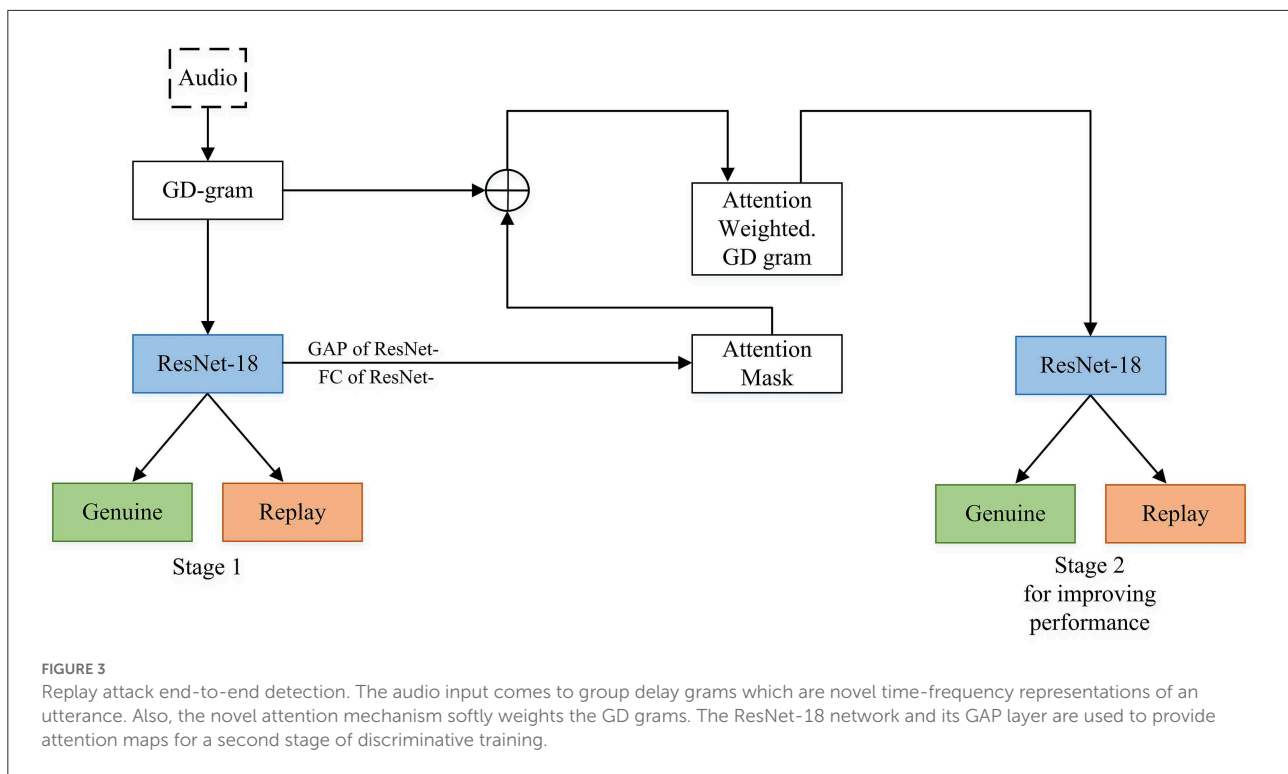 Audio
GD-gram
Attention
Weighted.
GD gram
ResNet-18
GAP of ResNet-
FC of ResNet-
Attention
Mask
ResNet-18
Genuine
Replay
Stage 1
Genuine
Replay
Stage 2
for improving
performance
FIGURE 3
Replay attack end-to-end detection. The audio input comes to group delay grams which are novel time-frequency representations of an
utterance. Also, the novel attention mechanism softly weights the GD grams. The ResNet-18 network and its GAP layer are used to provide
attention maps for a second stage of discriminative training.